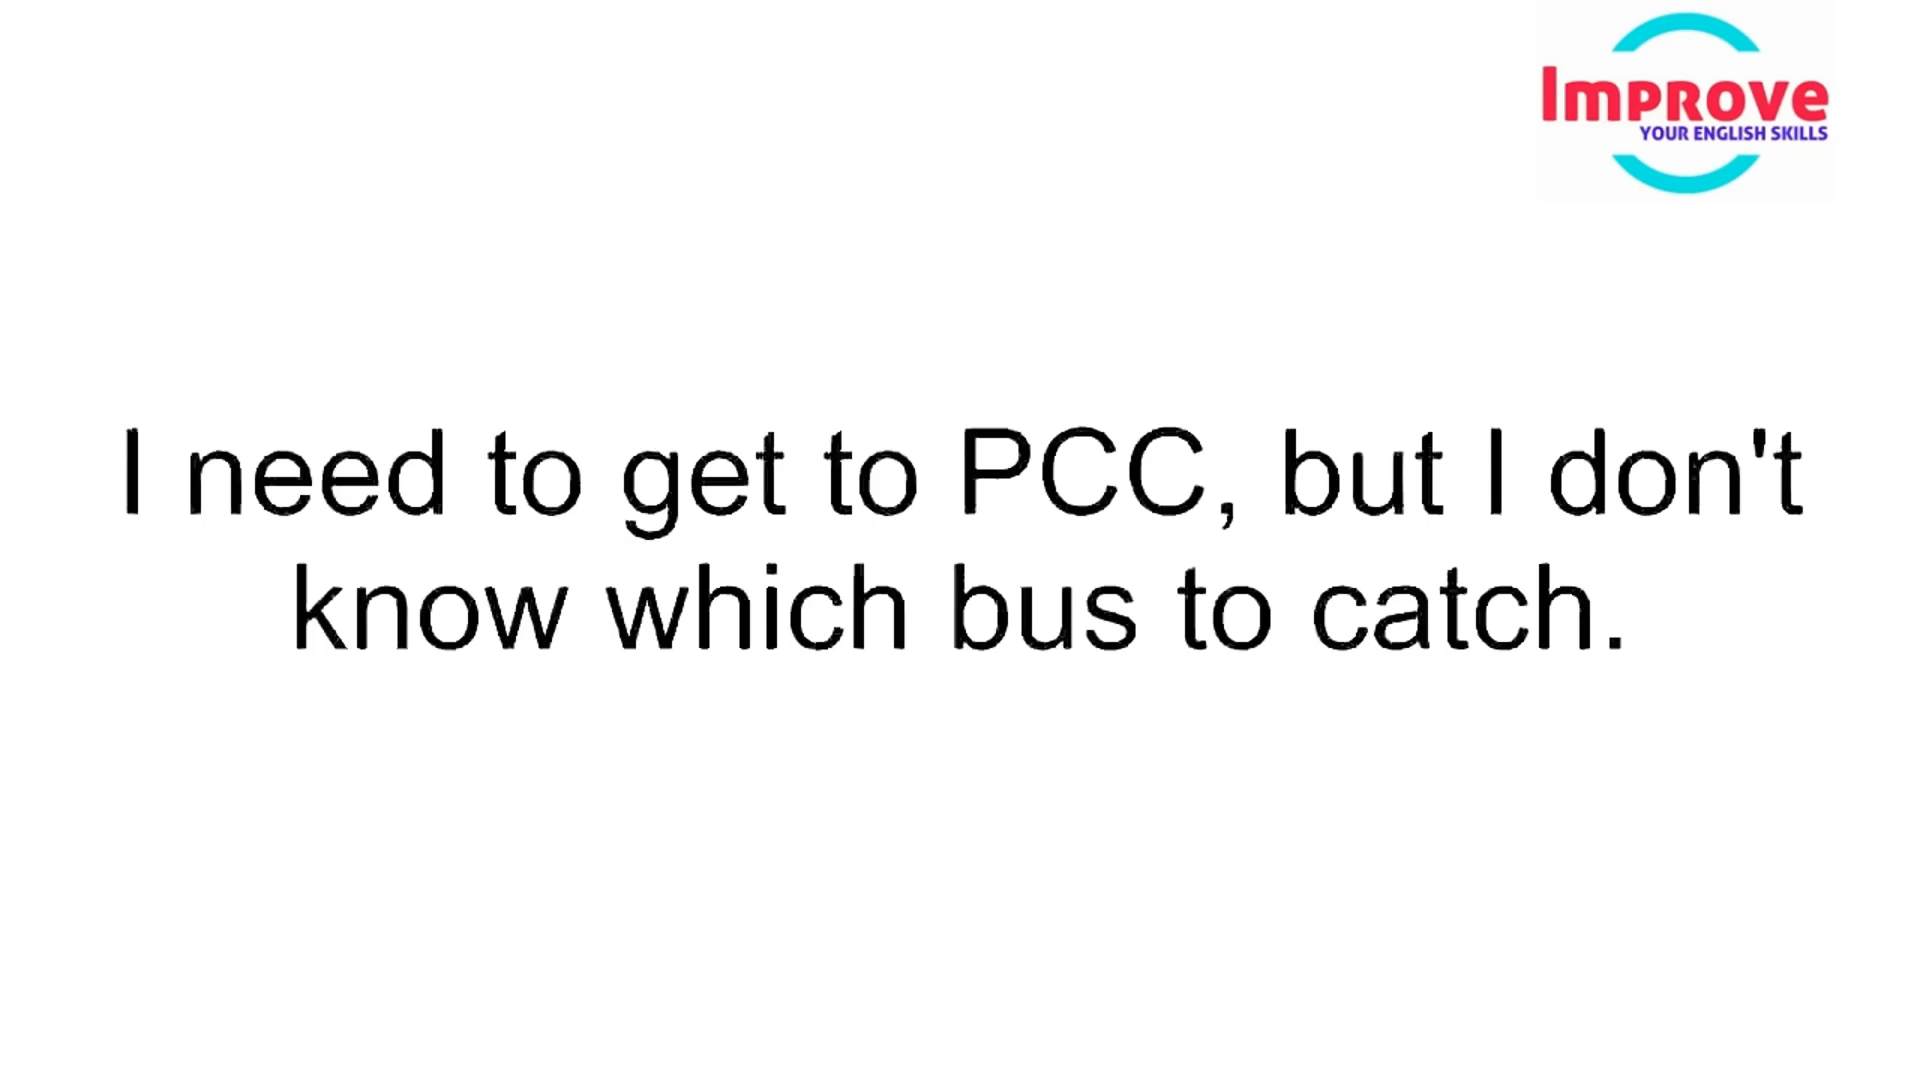 Improve
YOUR ENGLISH SKILLS
I need to get to PCC, but I don't
know which bus to catch.